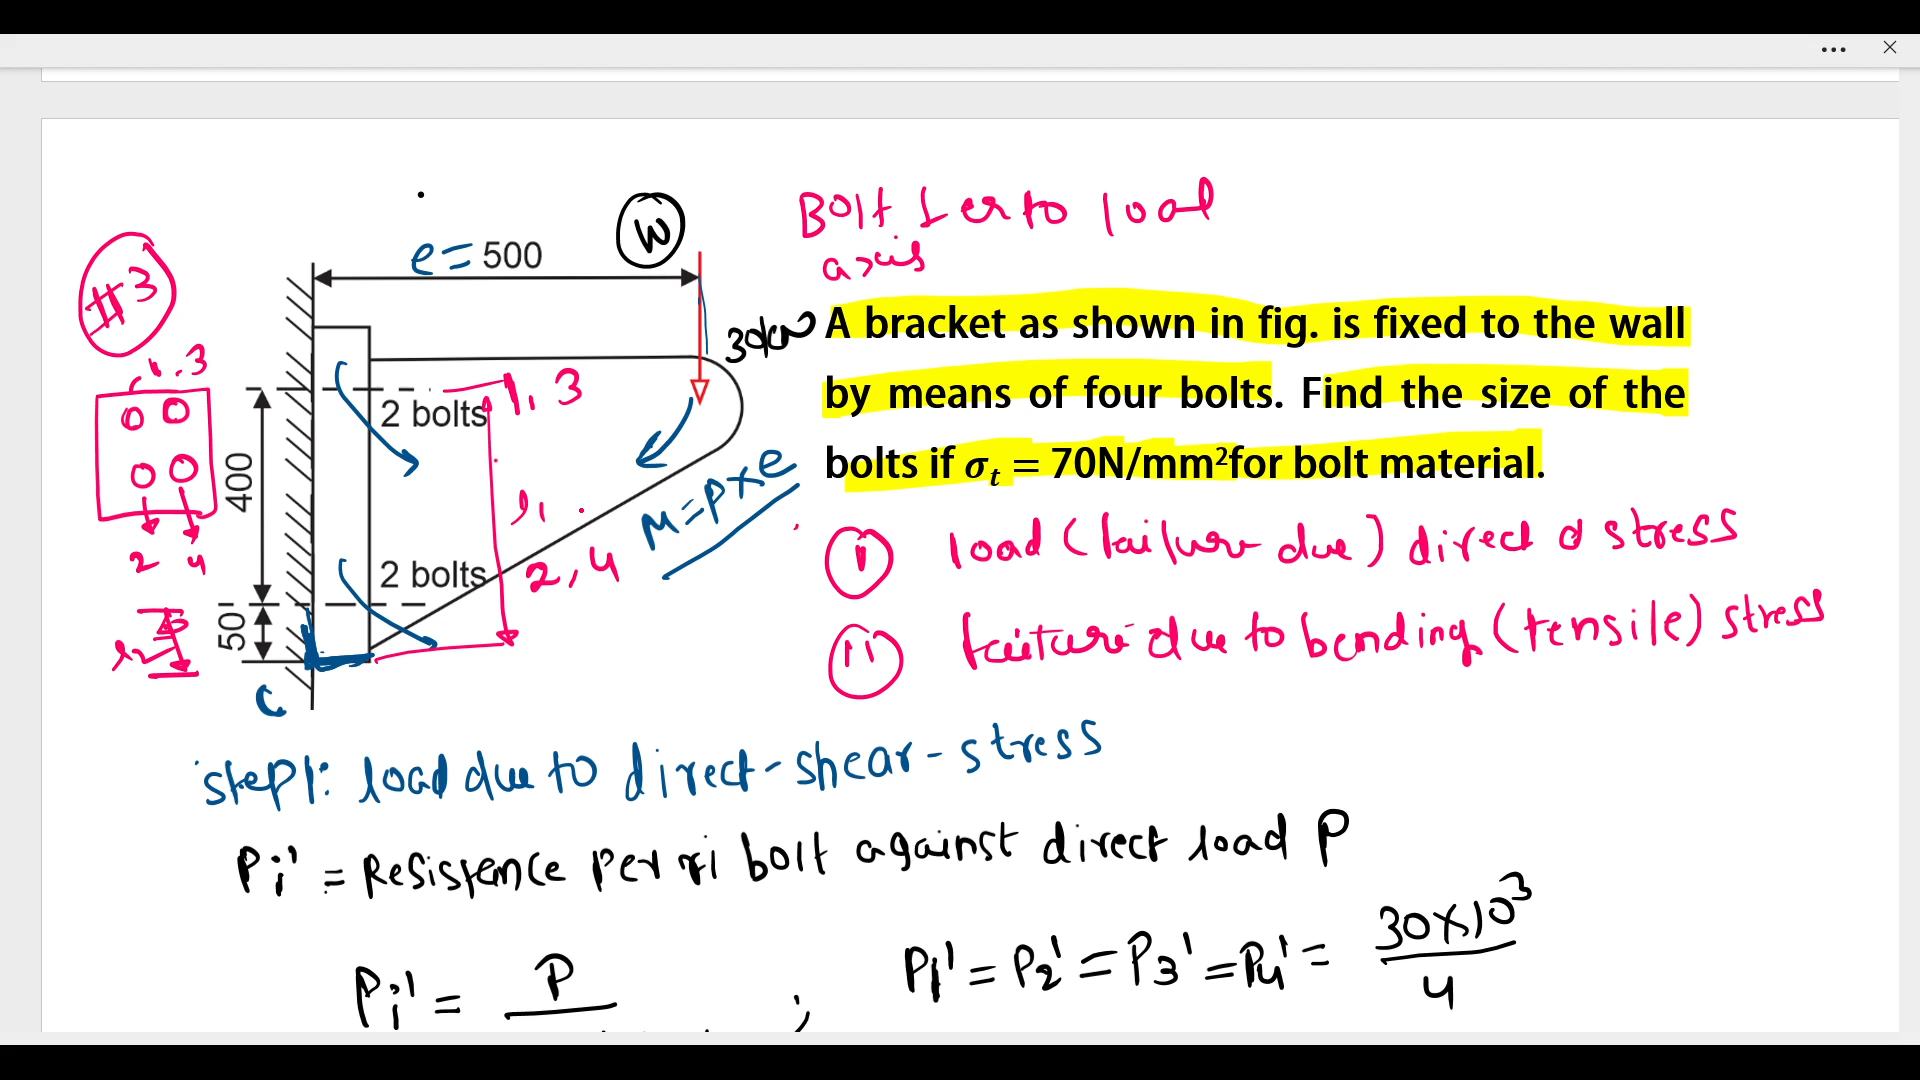 Bolt ⊥er to load
axis
W
e = 500
#3
30kN
A bracket as shown in fig. is fixed to the wall
by means of four bolts. Find the size of the
bolts if σt = 70N/mm²for bolt material.
1, 3
1, 3
2 bolts
400
l1
M = P×e
2 bolts
2, 4
2 4
50
l2
C
i load (failure due) direct stress
ii failure due to bending (tensile) stress
Step1: load due to direct-shear-stress
Pi' = Resistence Per bolt against direct load P
Pi' = P ; P1' = P2' = P3' = P4' = 30×10³
4